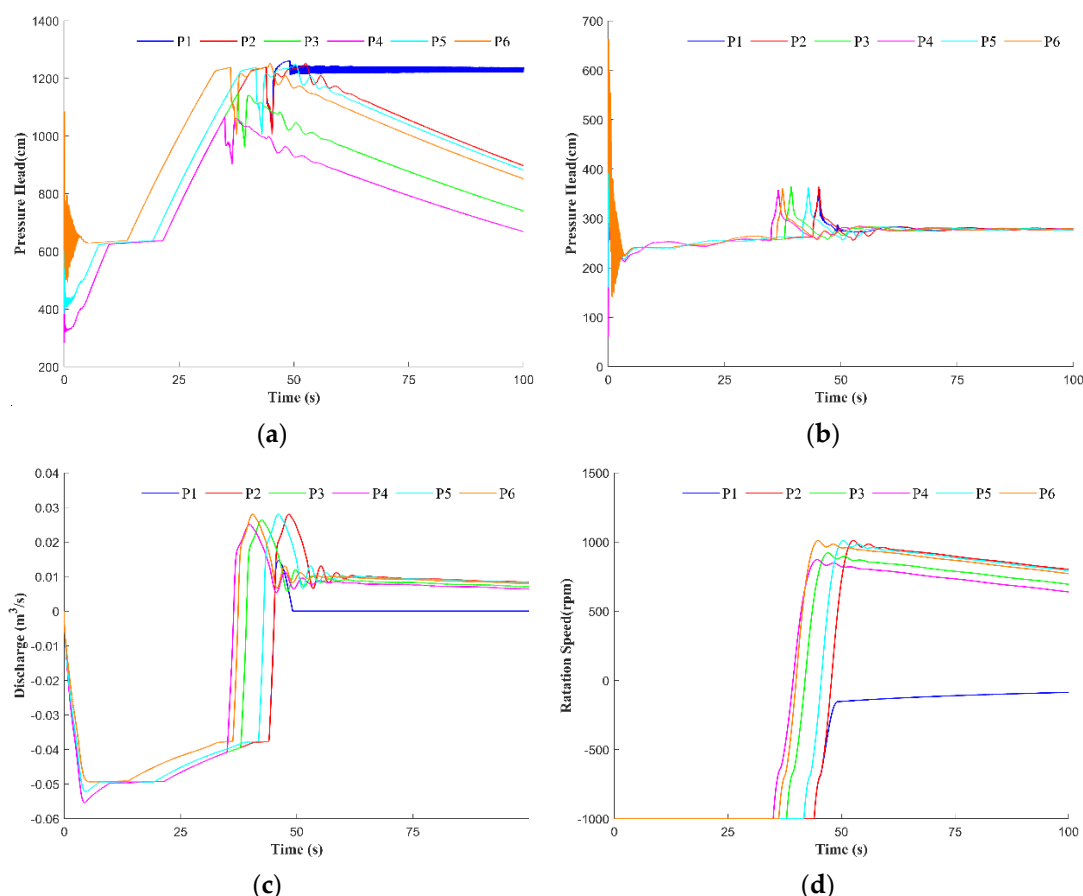 1400
1200
1000
800
600
400
200
0 25 50 75 100
Pressure Head(cm)
Time (s)
P1 P2 P3 P4 P5 P6
(a)
700
600
500
400
300
200
100
0
0 25 50 75 100
Pressure Head(cm)
Time (s)
P1 P2 P3 P4 P5 P6
(b)
0.04
0.03
0.02
0.01
0
-0.01
-0.02
-0.03
-0.04
-0.05
-0.06
0 25 50 75 100
Discharge (m³/s)
Time (s)
P1 P2 P3 P4 P5 P6
(c)
1500
1000
500
0
-500
-1000
0 25 50 75 100
Ratation Speed(rpm)
Time (s)
P1 P2 P3 P4 P5 P6
(d)